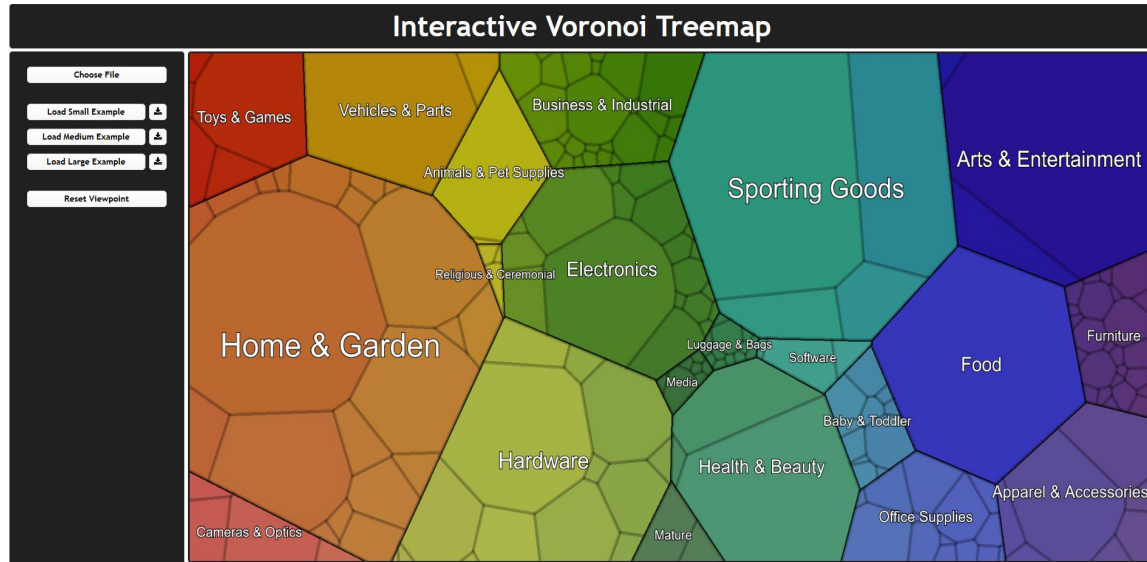 Interactive Voronoi Treemap
Choose File
Load Small Example
Load Medium Example
Load Large Example
Reset Viewpoint
Toys & Games
Vehicles & Parts
Business & Industrial
Animals & Pet Supplies
Sporting Goods
Arts & Entertainment
Religious & Ceremonial
Electronics
Home & Garden
Luggage & Bags
Software
Media
Food
Furniture
Baby & Toddler
Hardware
Health & Beauty
Apparel & Accessories
Office Supplies
Cameras & Optics
Mature